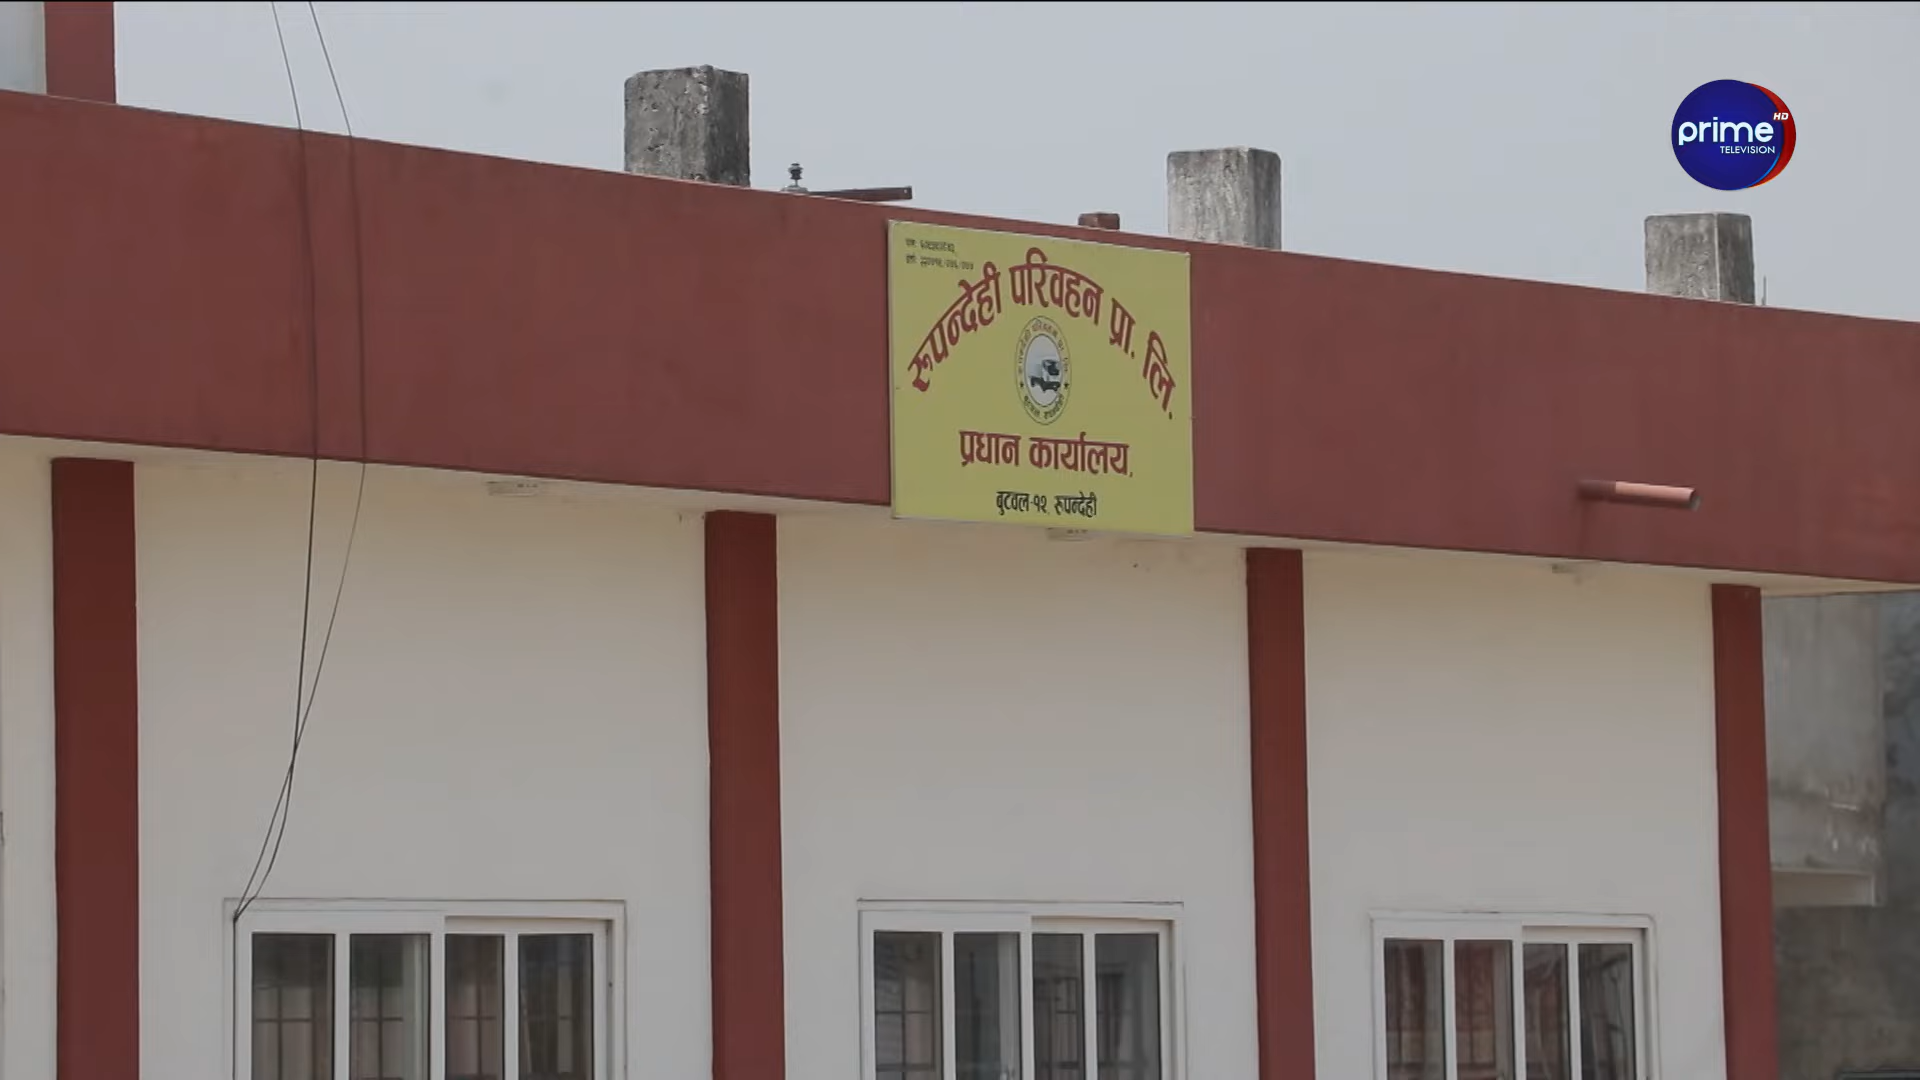 रुपन्देही परिवहन प्रा. लि.
प्रधान कार्यालय,
बुटवल-१२, रुपन्देही
prime HD
TELEVISION